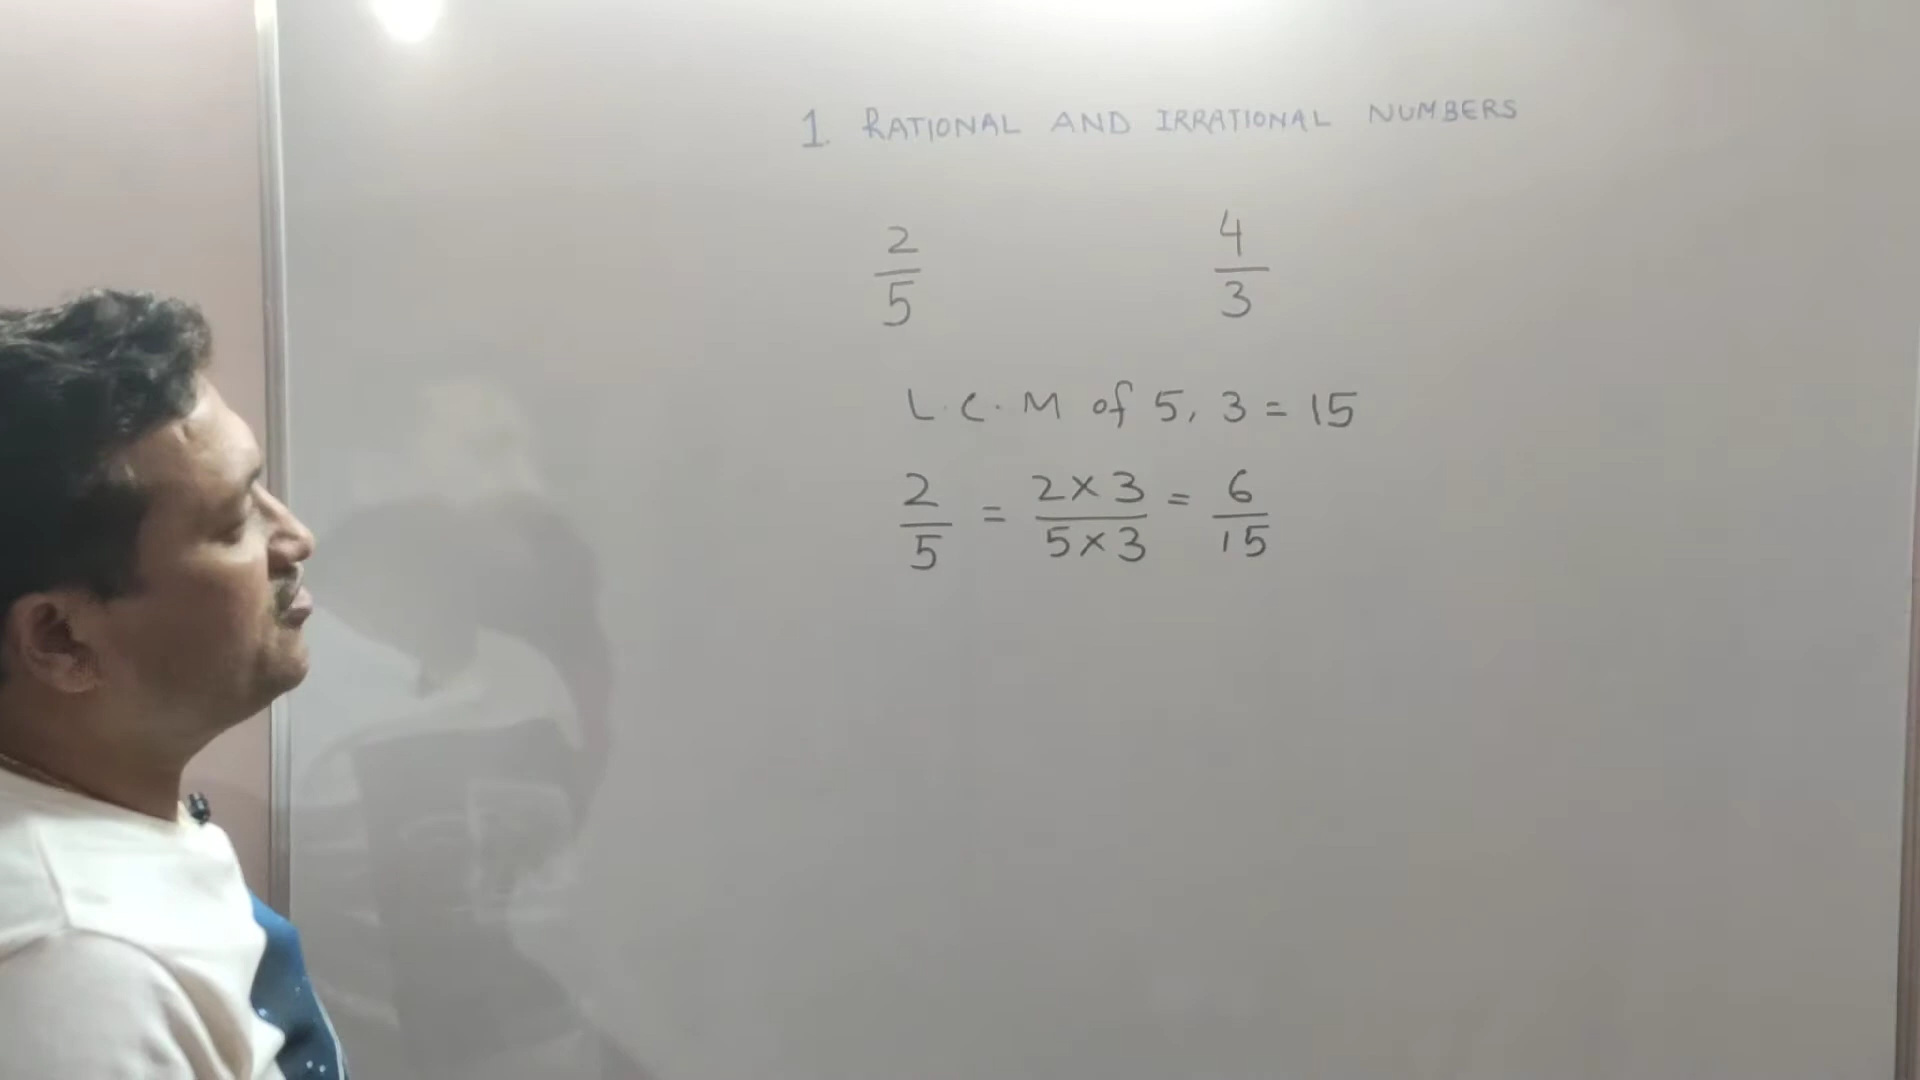 1. RATIONAL AND IRRATIONAL NUMBERS
2/5 4/3
L.C.M of 5, 3 = 15
2/5 = 2×3/5×3 = 6/15